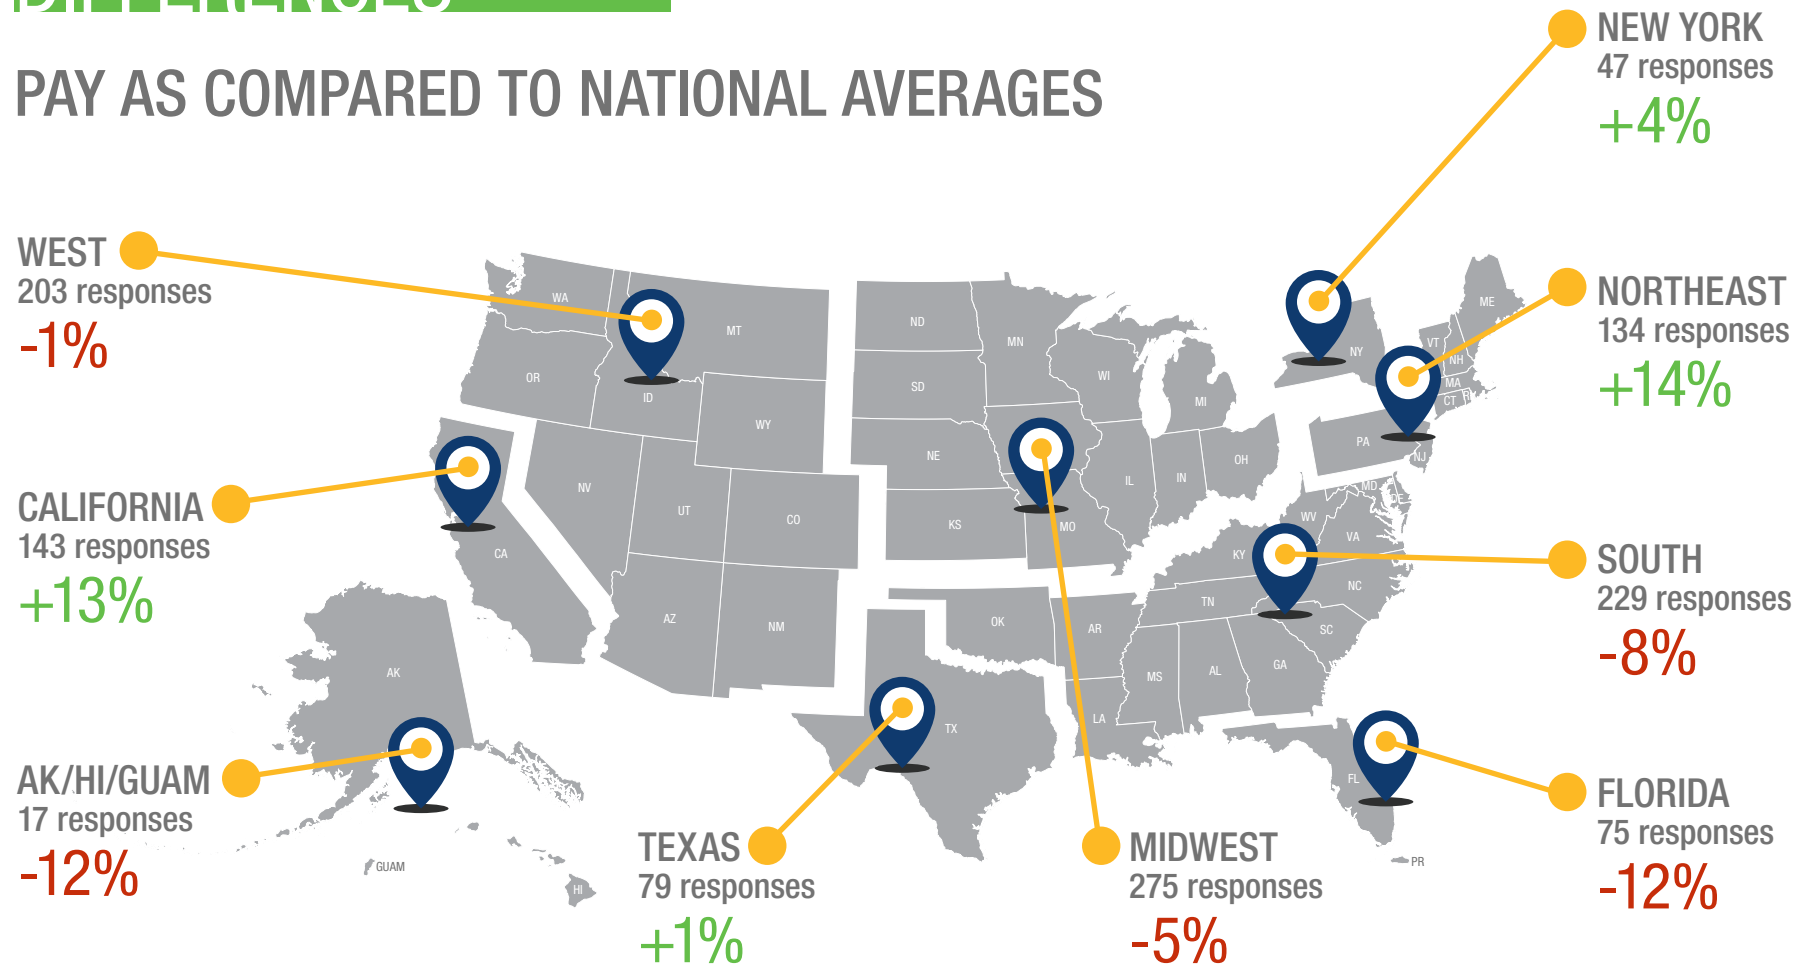 DIFFERENCES
PAY AS COMPARED TO NATIONAL AVERAGES
NEW YORK
47 responses
+4%
WEST
203 responses
-1%
NORTHEAST
134 responses
+14%
CALIFORNIA
143 responses
+13%
SOUTH
229 responses
-8%
AK/HI/GUAM
17 responses
-12%
TEXAS
79 responses
+1%
MIDWEST
275 responses
-5%
FLORIDA
75 responses
-12%
WA
MT
ND
MN
ME
OR
ID
WY
SD
WI
MI
NY
VT
NH
MA
CT
RI
NV
UT
CO
NE
KS
IL
IN
OH
PA
NJ
MO
MD
DE
WV
VA
KY
CA
AZ
NM
OK
AR
TN
NC
SC
MS
AL
GA
LA
TX
FL
AK
GUAM
HI
PR